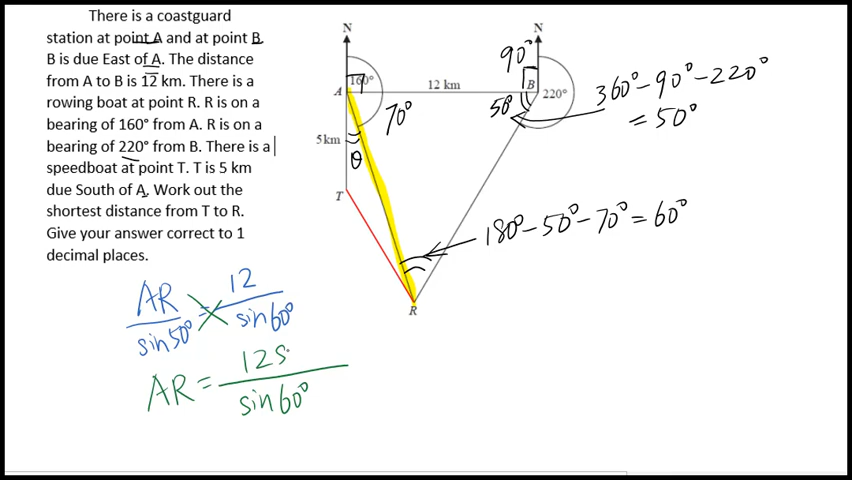 There is a coastguard
station at point A and at point B.
B is due East of A. The distance
from A to B is 12 km. There is a
rowing boat at point R. R is on a
bearing of 160° from A. R is on a
bearing of 220° from B. There is a
speedboat at point T. T is 5 km
due South of A. Work out the
shortest distance from T to R.
Give your answer correct to 1
decimal places.
N
N
90°
160°
A
12 km
B
220°
50°
70°
360°-90°-220°
=50°
5km
θ
T
180°-50°-70°=60°
R
AR/sin50° = 12/sin60°
AR = 12s/sin60°